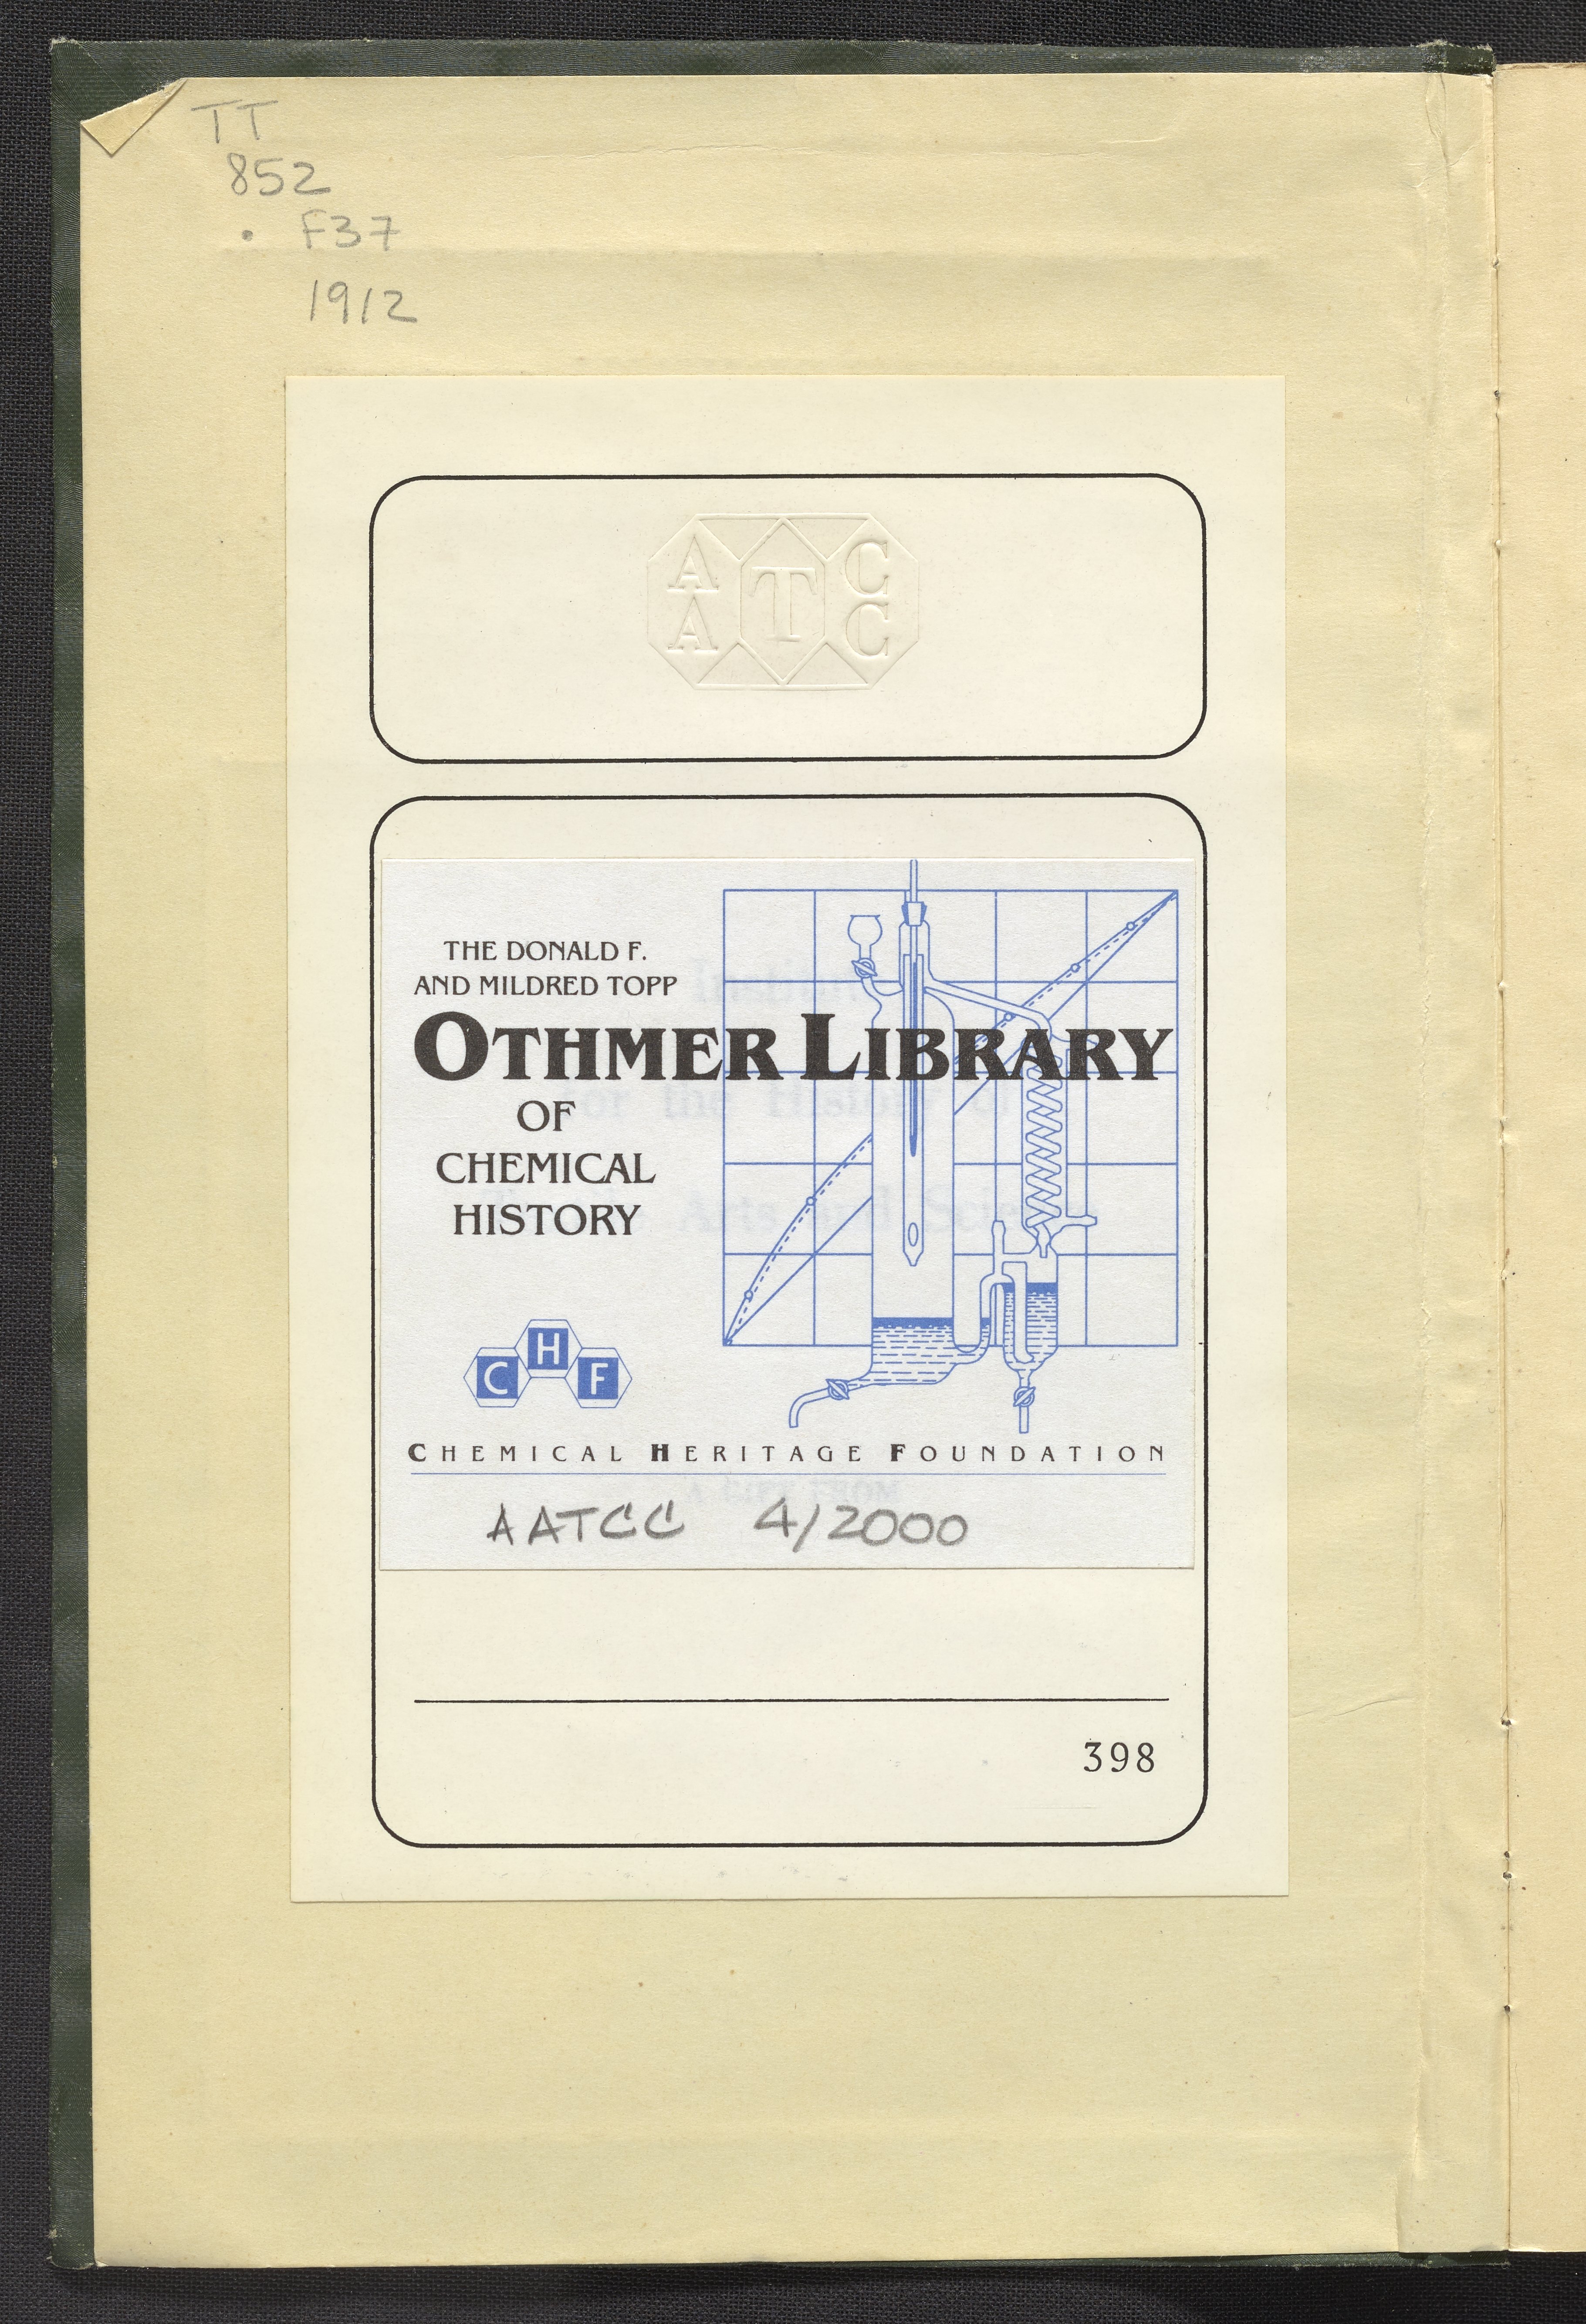 TT
852
. F37
1912
A T C
A C
THE DONALD F.
AND MILDRED TOPP
OTHMER LIBRARY
OF
CHEMICAL
HISTORY
C H F
CHEMICAL HERITAGE FOUNDATION
AATCC 4/2000
398